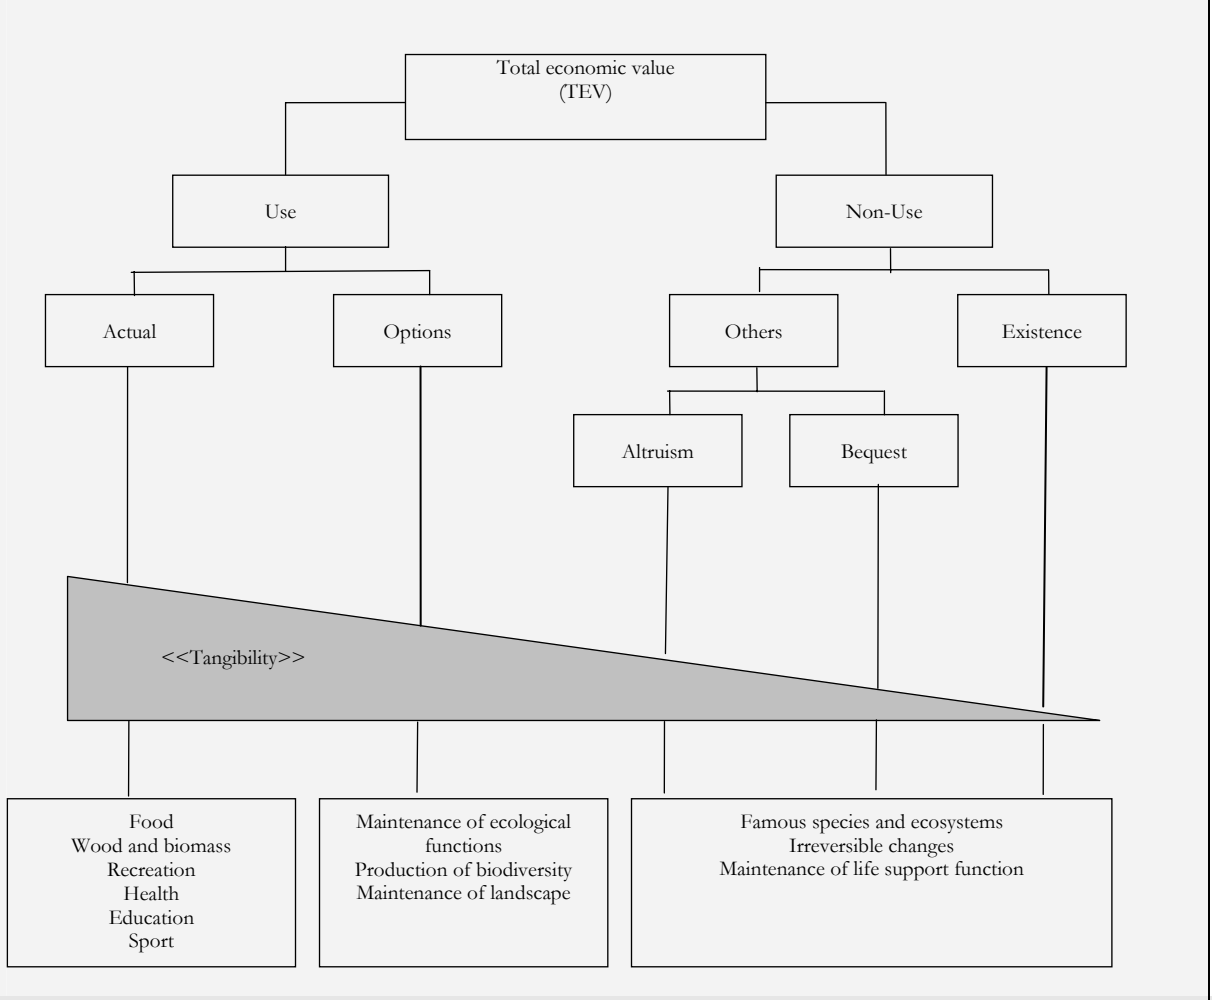 Total economic value
(TEV)
Use
Non-Use
Actual
Options
Others
Existence
Altruism
Bequest
<<Tangibility>>
Food
Wood and biomass
Recreation
Health
Education
Sport
Maintenance of ecological
functions
Production of biodiversity
Maintenance of landscape
Famous species and ecosystems
Irreversible changes
Maintenance of life support function